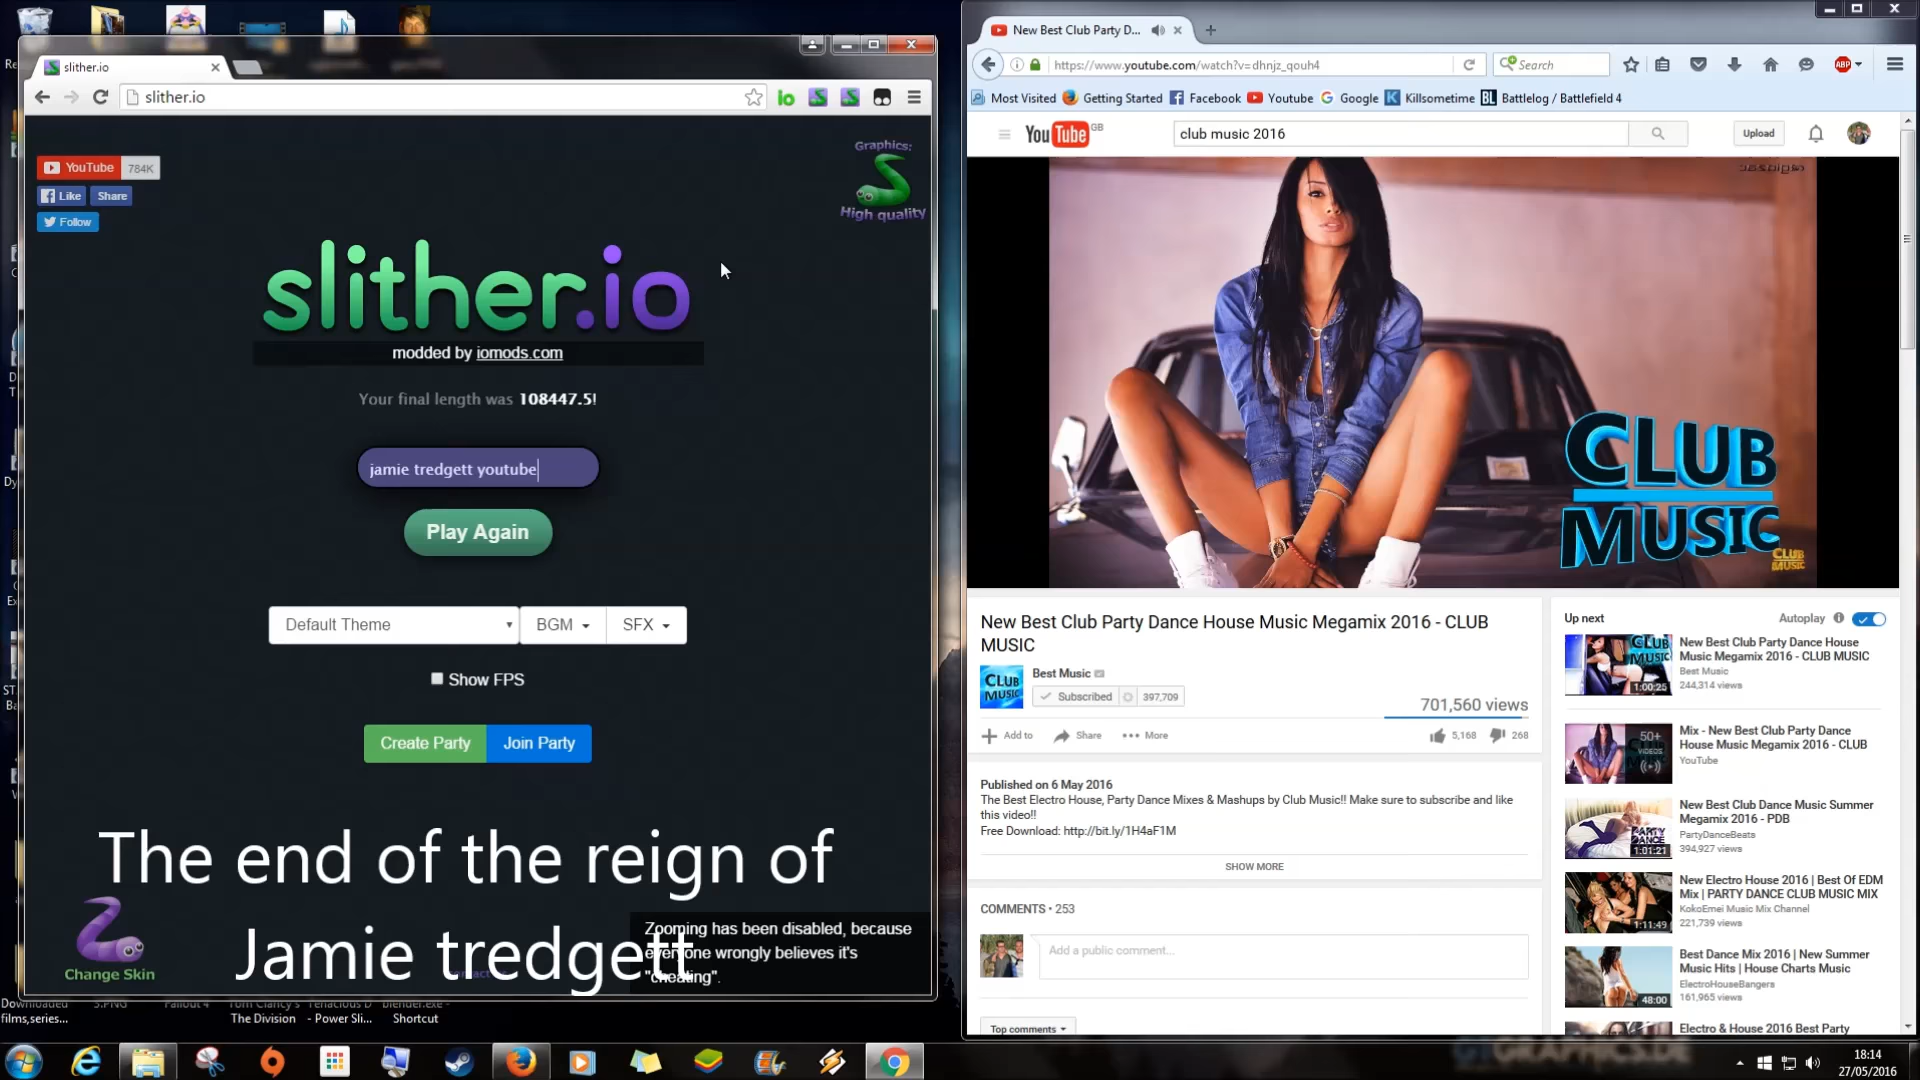 slither.io
slither.io
YouTube 784K
Like Share
Follow
Graphics:
High quality
slither.io
modded by iomods.com
Your final length was 108447.5!
jamie tredgett youtube
Play Again
Default Theme BGM SFX
Show FPS
Create Party Join Party
The end of the reign of
Jamie tredgett
Change Skin
Zooming has been disabled, because
everyone wrongly believes it's
"cheating".
films,series...
The Division
- Power Sli...
Shortcut
New Best Club Party D...
https://www.youtube.com/watch?v=dhnjz_qouh4
Search
ABP
Most Visited Getting Started Facebook Youtube Google Killsometime Battlelog / Battlefield 4
YouTube GB
club music 2016
Upload
CLUB
MUSIC
CLUB
MUSIC
New Best Club Party Dance House Music Megamix 2016 - CLUB
MUSIC
CLUB
MUSIC
Best Music
Subscribed 397,709
701,560 views
Add to Share More
5,168 268
Published on 6 May 2016
The Best Electro House, Party Dance Mixes & Mashups by Club Music!! Make sure to subscribe and like
this video!!
Free Download: http://bit.ly/1H4aF1M
SHOW MORE
COMMENTS • 253
Add a public comment...
Top comments
Up next Autoplay
New Best Club Party Dance House
Music Megamix 2016 - CLUB MUSIC
Best Music
244,314 views
1:00:25
Mix - New Best Club Party Dance
House Music Megamix 2016 - CLUB
YouTube
50+
VIDEOS
New Best Club Dance Music Summer
Megamix 2016 - PDB
PartyDanceBeats
394,927 views
1:01:21
New Electro House 2016 | Best Of EDM
Mix | PARTY DANCE CLUB MUSIC MIX
KokoEmei Music Mix Channel
221,739 views
1:11:49
Best Dance Mix 2016 | New Summer
Music Hits | House Charts Music
ElectroHouseBangers
161,965 views
48:00
Electro & House 2016 Best Party
18:14
27/05/2016